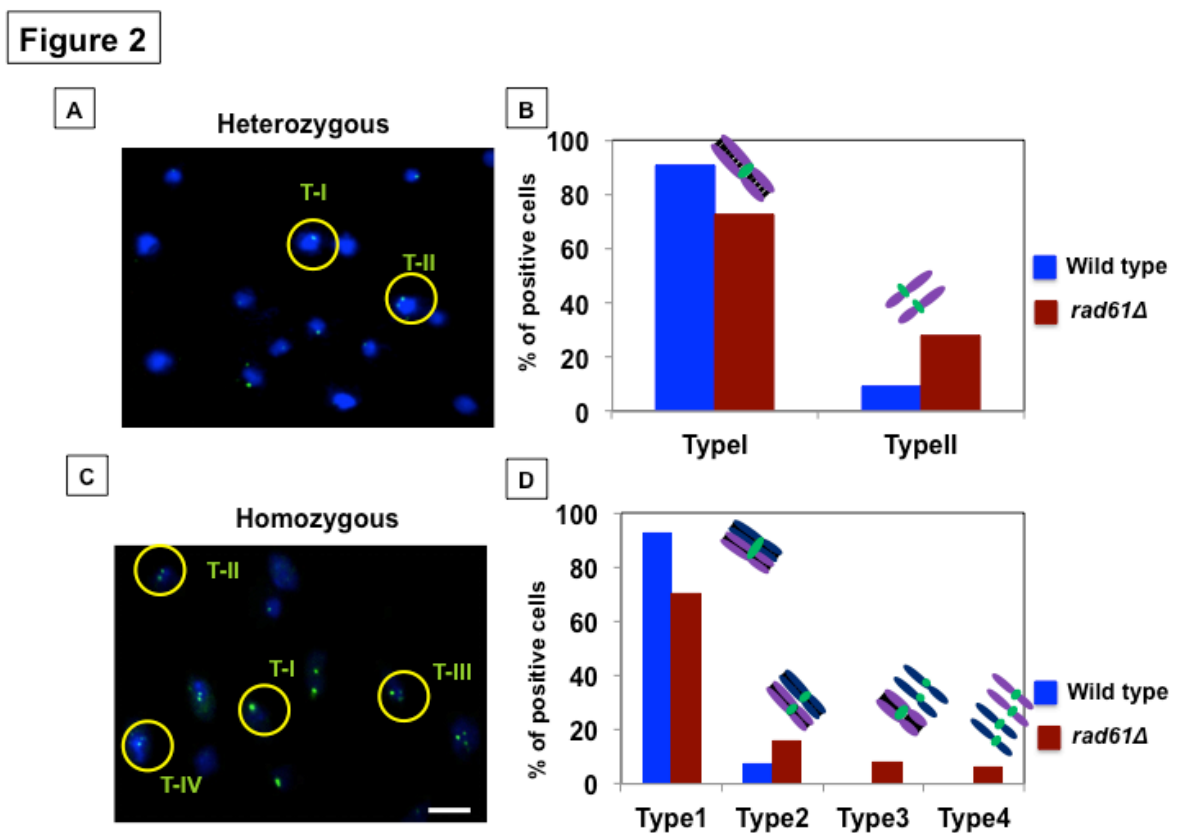 Figure 2
A
Heterozygous
T-I
T-II
B
% of positive cells
100
80
60
40
20
0
TypeI
TypeII
Wild type
rad61Δ
C
Homozygous
T-II
T-I
T-III
T-IV
D
% of positive cells
100
80
60
40
20
0
Type1
Type2
Type3
Type4
Wild type
rad61Δ